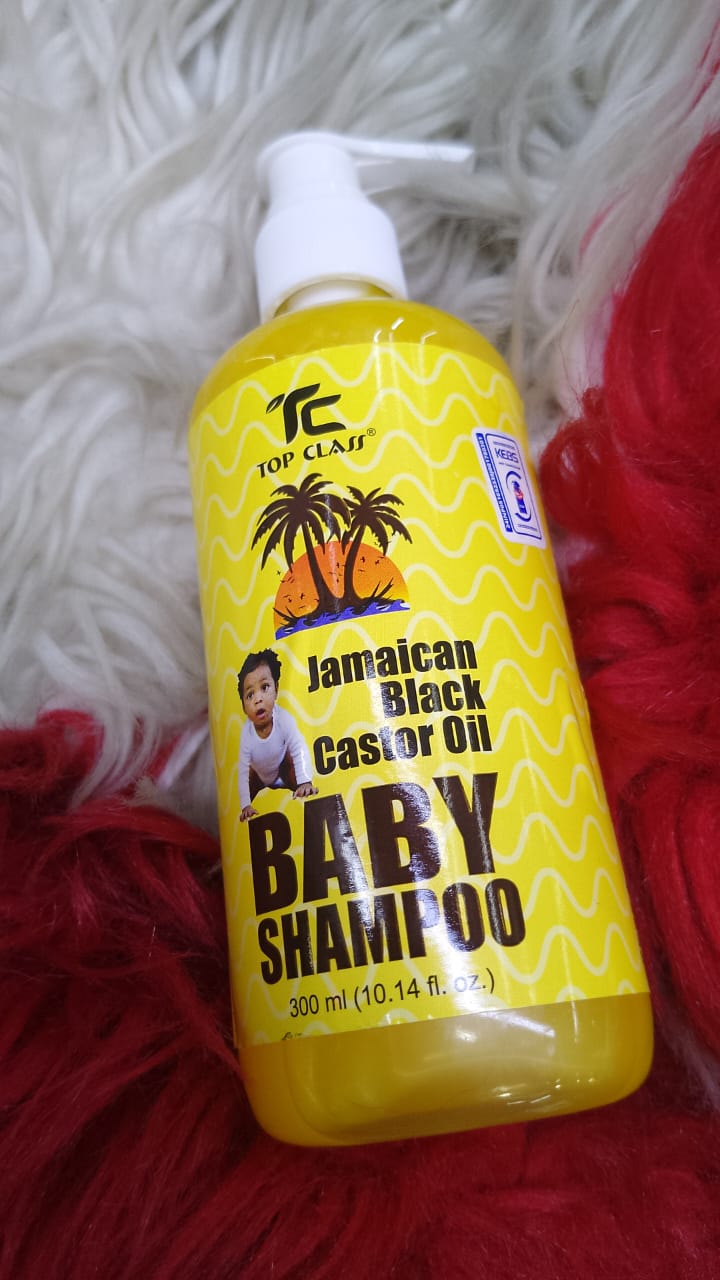 TC
TOP CLASS®
KEBS
Jamaican
Black
Castor Oil
BABY
SHAMPOO
300 ml (10.14 fl. oz.)